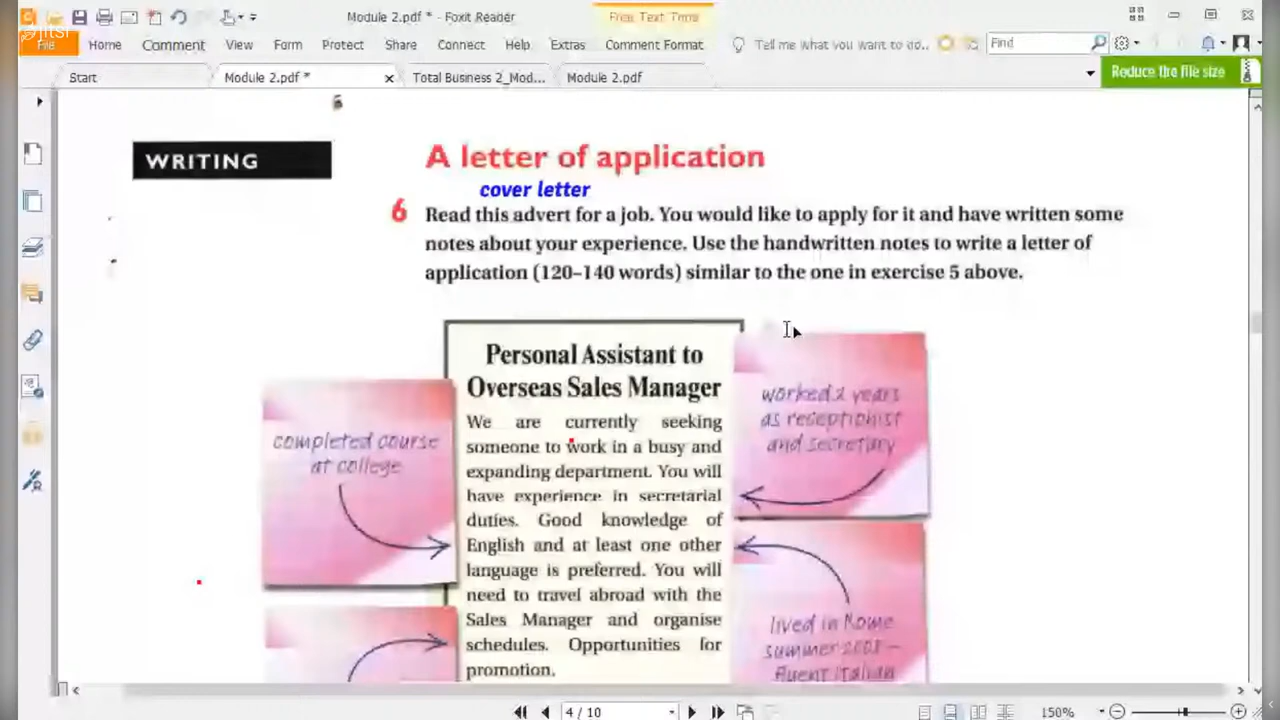 Jitsi
Module 2.pdf * - Foxit Reader
Free Text Tools
File
Home
Comment
View
Form
Protect
Share
Connect
Help
Extras
Comment Format
Tell me what you want to do..
Find
Start
Module 2.pdf *
Total Business 2_Mod...
Module 2.pdf
Reduce the file size
6
WRITING
A letter of application
cover letter
6 Read this advert for a job. You would like to apply for it and have written some
notes about your experience. Use the handwritten notes to write a letter of
application (120–140 words) similar to the one in exercise 5 above.
Personal Assistant to
Overseas Sales Manager
We are currently seeking
someone to work in a busy and
expanding department. You will
have experience in secretarial
duties. Good knowledge of
English and at least one other
language is preferred. You will
need to travel abroad with the
Sales Manager and organise
schedules. Opportunities for
promotion.
completed course
at college
worked 2 years
as receptionist
and secretary
lived in Rome
summer 2008 –
fluent Italian
4 / 10
150%